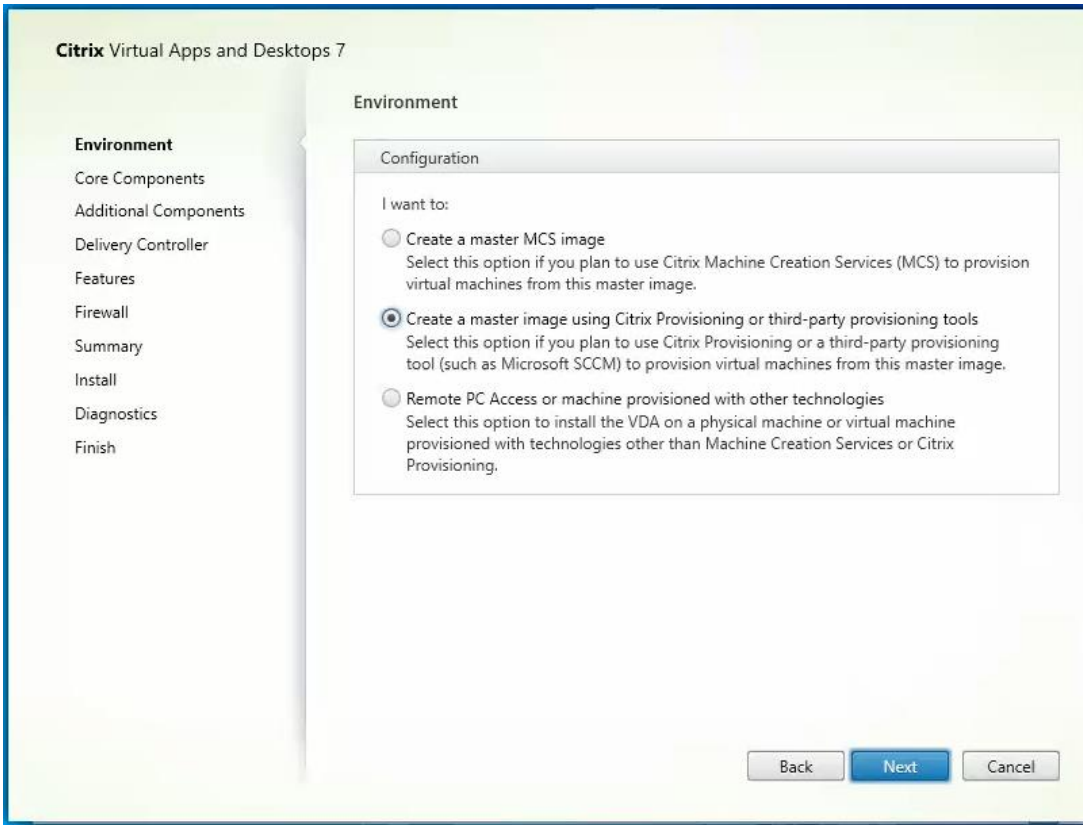 Citrix Virtual Apps and Desktops 7
Environment
Core Components
Additional Components
Delivery Controller
Features
Firewall
Summary
Install
Diagnostics
Finish
Environment
Configuration
I want to:
Create a master MCS image
Select this option if you plan to use Citrix Machine Creation Services (MCS) to provision
virtual machines from this master image.
Create a master image using Citrix Provisioning or third-party provisioning tools
Select this option if you plan to use Citrix Provisioning or a third-party provisioning
tool (such as Microsoft SCCM) to provision virtual machines from this master image.
Remote PC Access or machine provisioned with other technologies
Select this option to install the VDA on a physical machine or virtual machine
provisioned with technologies other than Machine Creation Services or Citrix
Provisioning.
Back
Next
Cancel